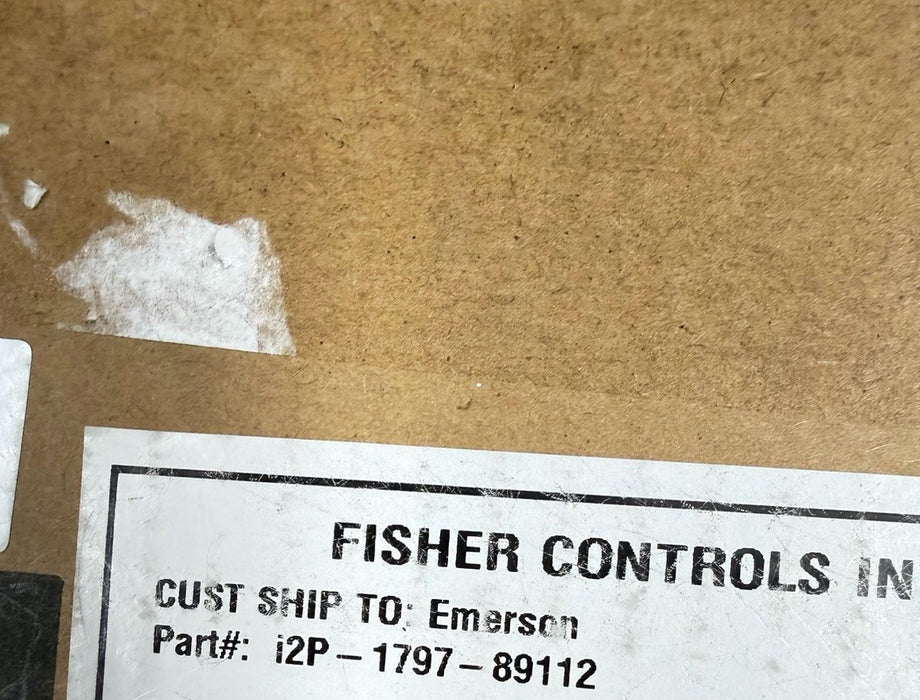 FISHER CONTROLS IN
CUST SHIP TO: Emerson
Part#: i2P – 1797 – 89112